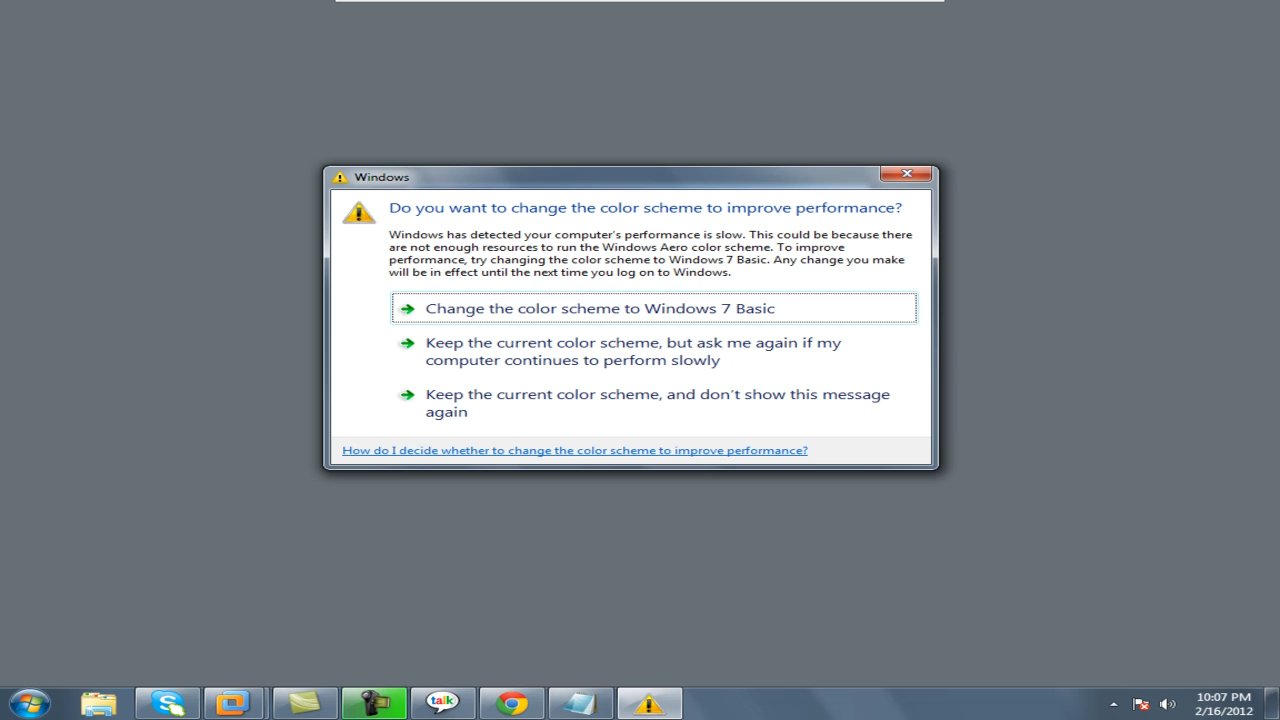 Windows
Do you want to change the color scheme to improve performance?
Windows has detected your computer's performance is slow. This could be because there
are not enough resources to run the Windows Aero color scheme. To improve
performance, try changing the color scheme to Windows 7 Basic. Any change you make
will be in effect until the next time you log on to Windows.
Change the color scheme to Windows 7 Basic
Keep the current color scheme, but ask me again if my
computer continues to perform slowly
Keep the current color scheme, and don't show this message
again
How do I decide whether to change the color scheme to improve performance?
talk
10:07 PM
2/16/2012